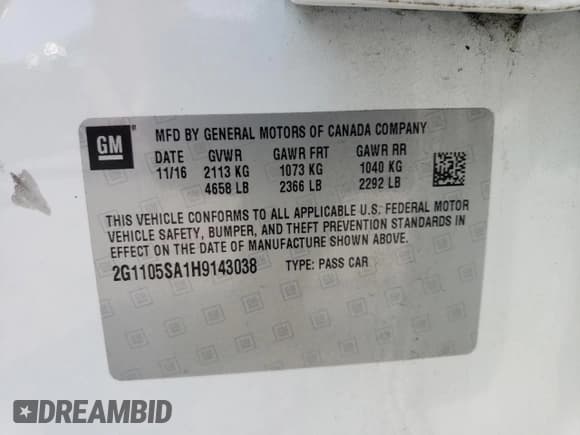 GM ® MFD BY GENERAL MOTORS OF CANADA COMPANY
DATE GVWR GAWR FRT GAWR RR
11/16 2113 KG 1073 KG 1040 KG
4658 LB 2366 LB 2292 LB
THIS VEHICLE CONFORMS TO ALL APPLICABLE U.S. FEDERAL MOTOR
VEHICLE SAFETY, BUMPER, AND THEFT PREVENTION STANDARDS IN
EFFECT ON THE DATE OF MANUFACTURE SHOWN ABOVE.
2G1105SA1H9143038 TYPE: PASS CAR
DREAMBID